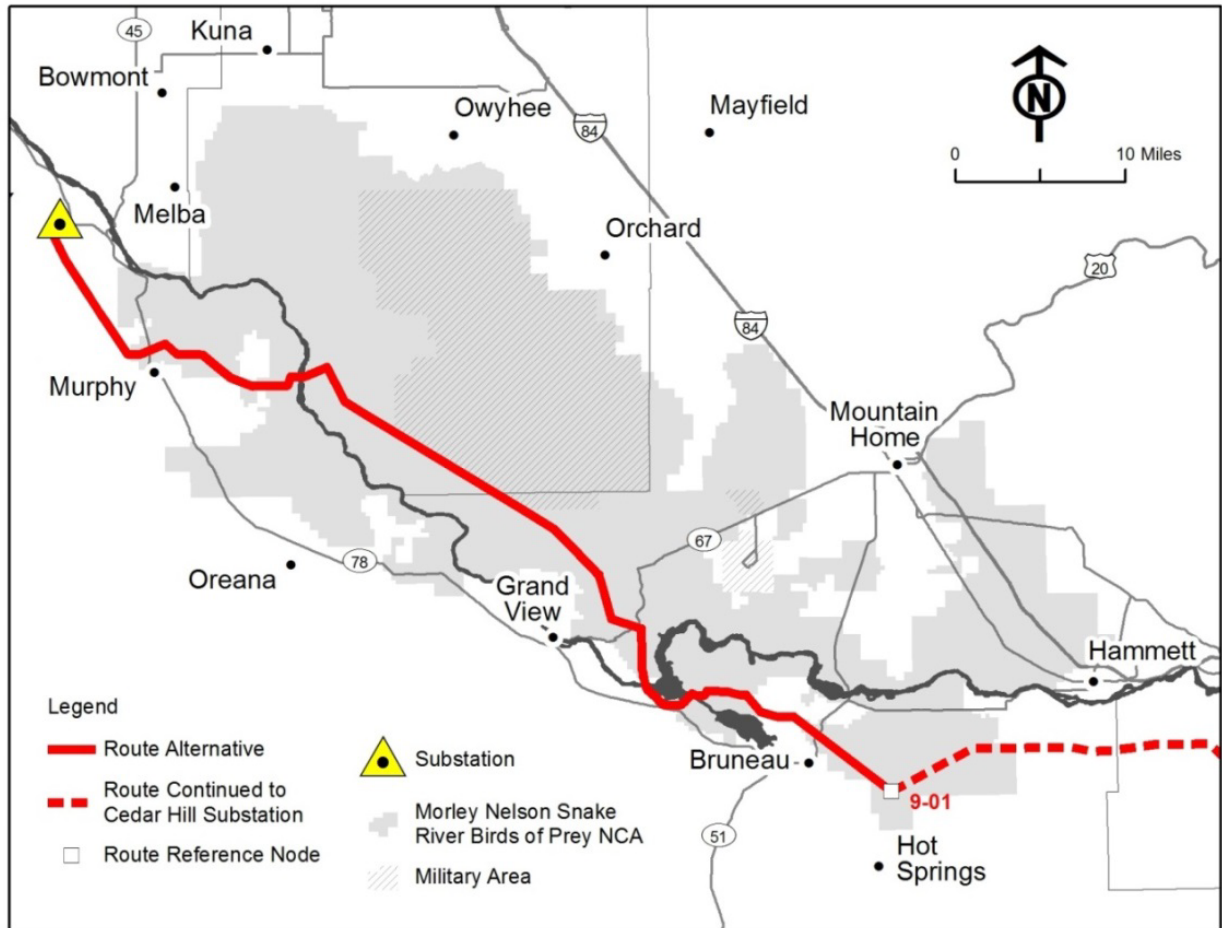 45
Kuna
Bowmont
Owyhee
Mayfield
84
N
0 10 Miles
Melba
Orchard
20
84
Murphy
Mountain
Home
67
78
Oreana
Grand
View
Hammett
Bruneau
9-01
51
Hot
Springs
Legend
Route Alternative
Route Continued to
Cedar Hill Substation
Route Reference Node
Substation
Morley Nelson Snake
River Birds of Prey NCA
Military Area